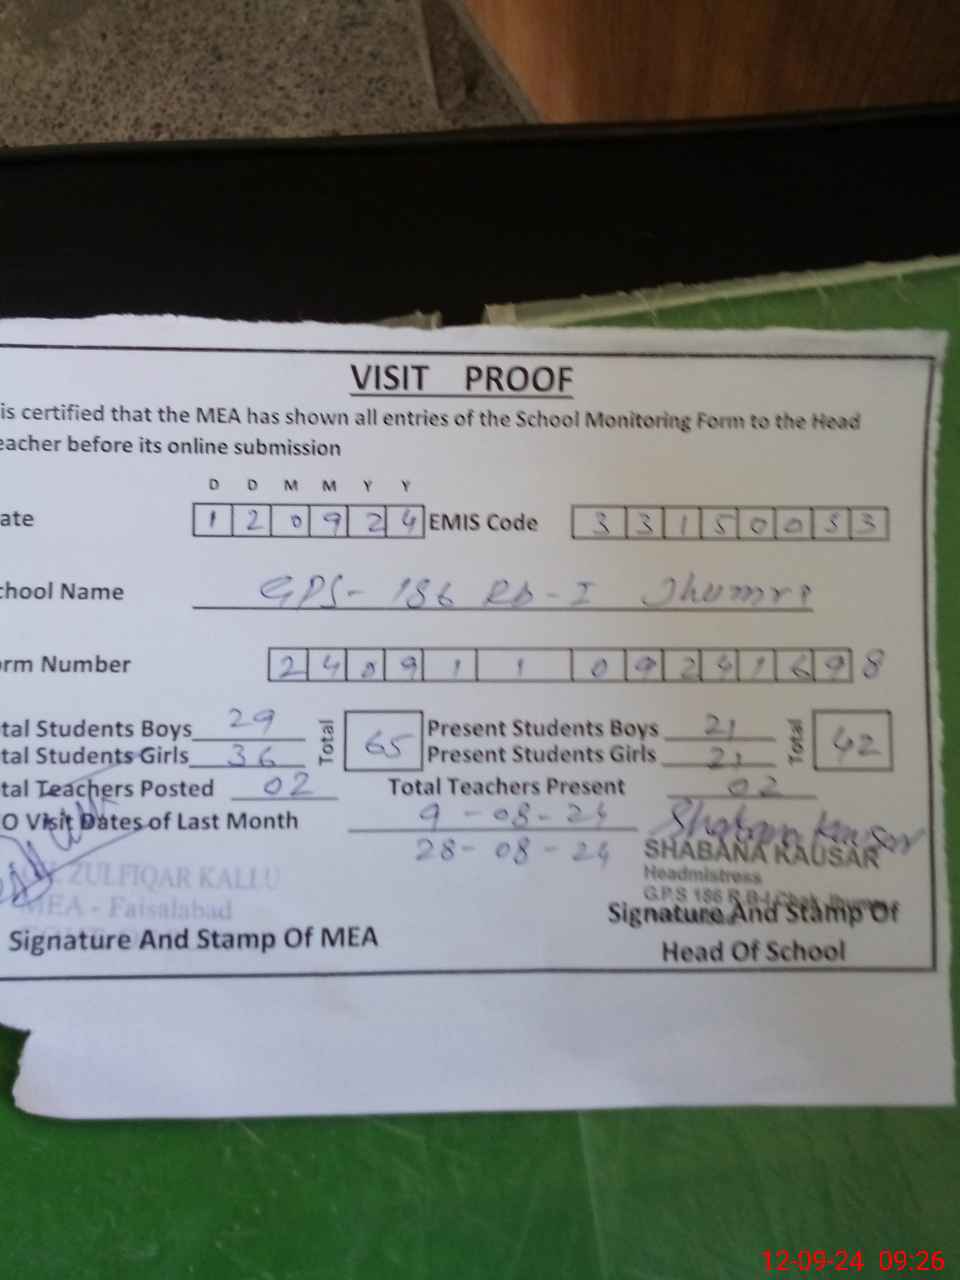 VISIT PROOF
is certified that the MEA has shown all entries of the School Monitoring Form to the Head
eacher before its online submission
D D M M Y Y
ate 1 2 0 9 2 4 EMIS Code 3 3 1 5 0 0 5 3
chool Name GPS- 186 Rb-I Jhumra
orm Number 2 4 0 9 1 1 0 9 2 4 1 6 9 8
tal Students Boys 29 Total 65 Present Students Boys 21 Total 42
tal Students Girls 36 Present Students Girls 21
tal Teachers Posted 02 Total Teachers Present 02
O Visit Dates of Last Month 9-08-24 Shabana Kausar
28-08-24 SHABANA KAUSAR
ZULFIQAR KALLU Headmistress
MEA - Faisalabad G.P.S 186 R.B-I
Signature And Stamp Of MEA Signature And Stamp Of
Head Of School
12-09-24 09:26